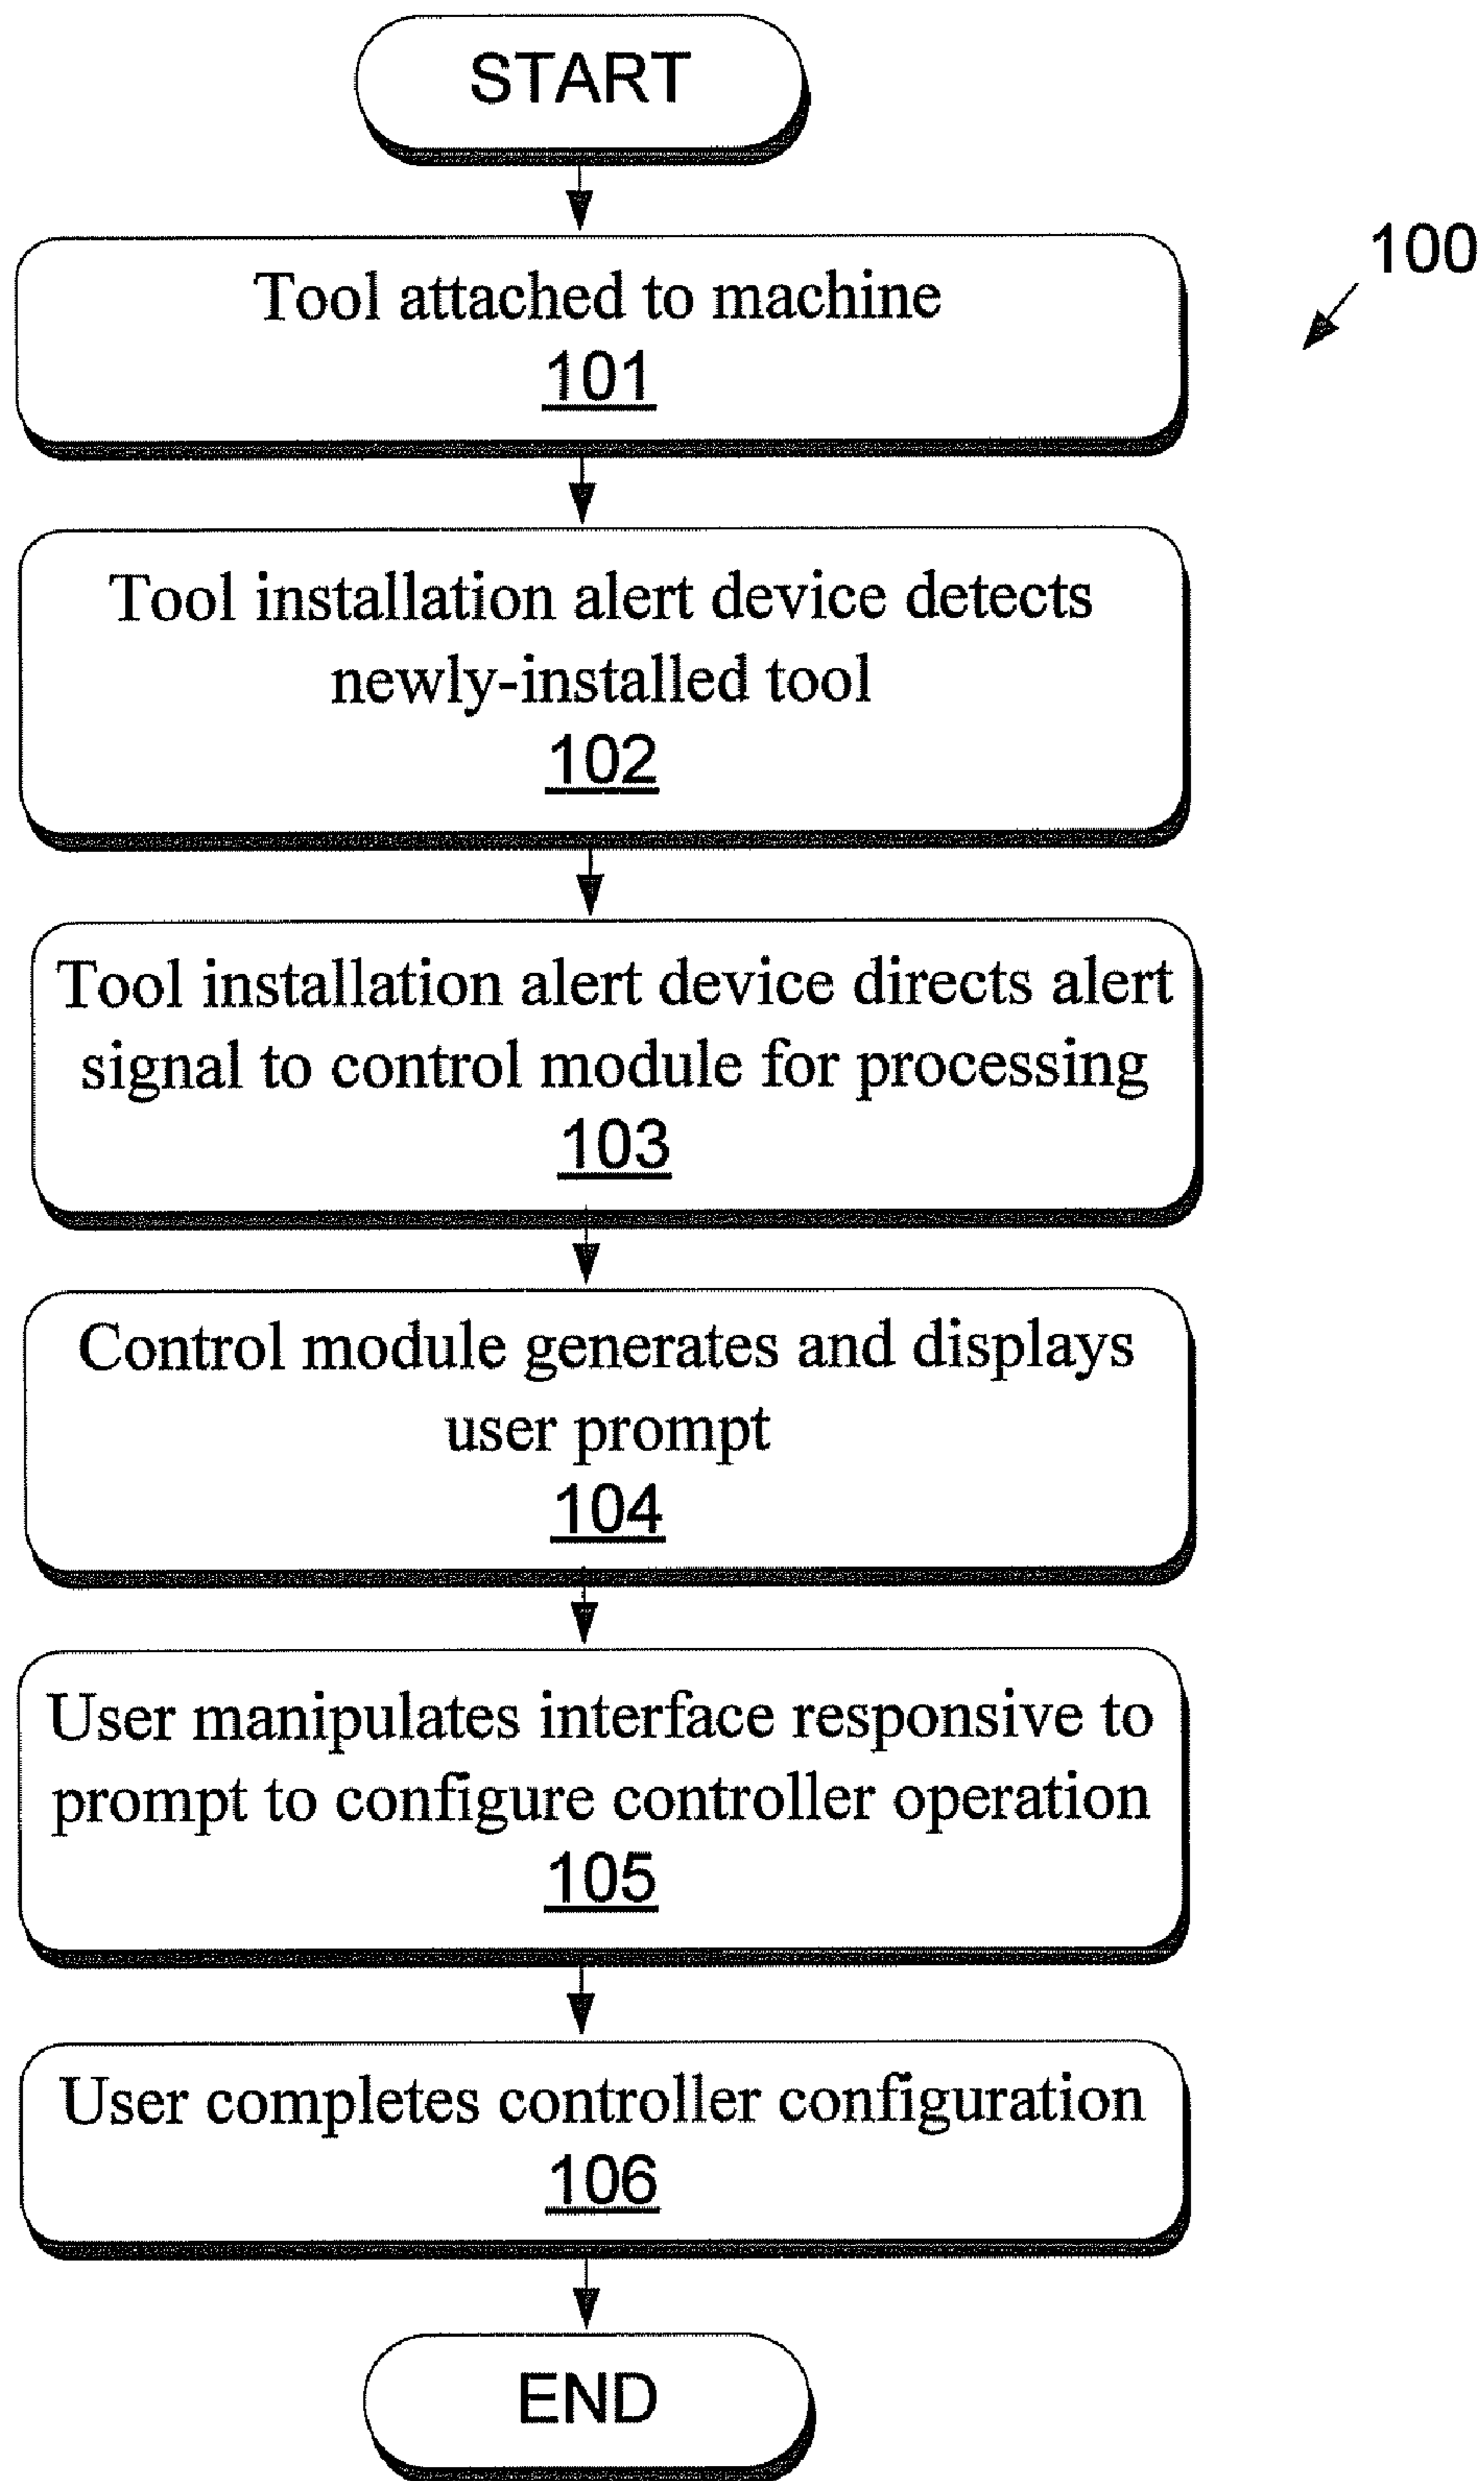 START
100
Tool attached to machine
101
Tool installation alert device detects
newly-installed tool
102
Tool installation alert device directs alert
signal to control module for processing
103
Control module generates and displays
user prompt
104
User manipulates interface responsive to
prompt to configure controller operation
105
User completes controller configuration
106
END